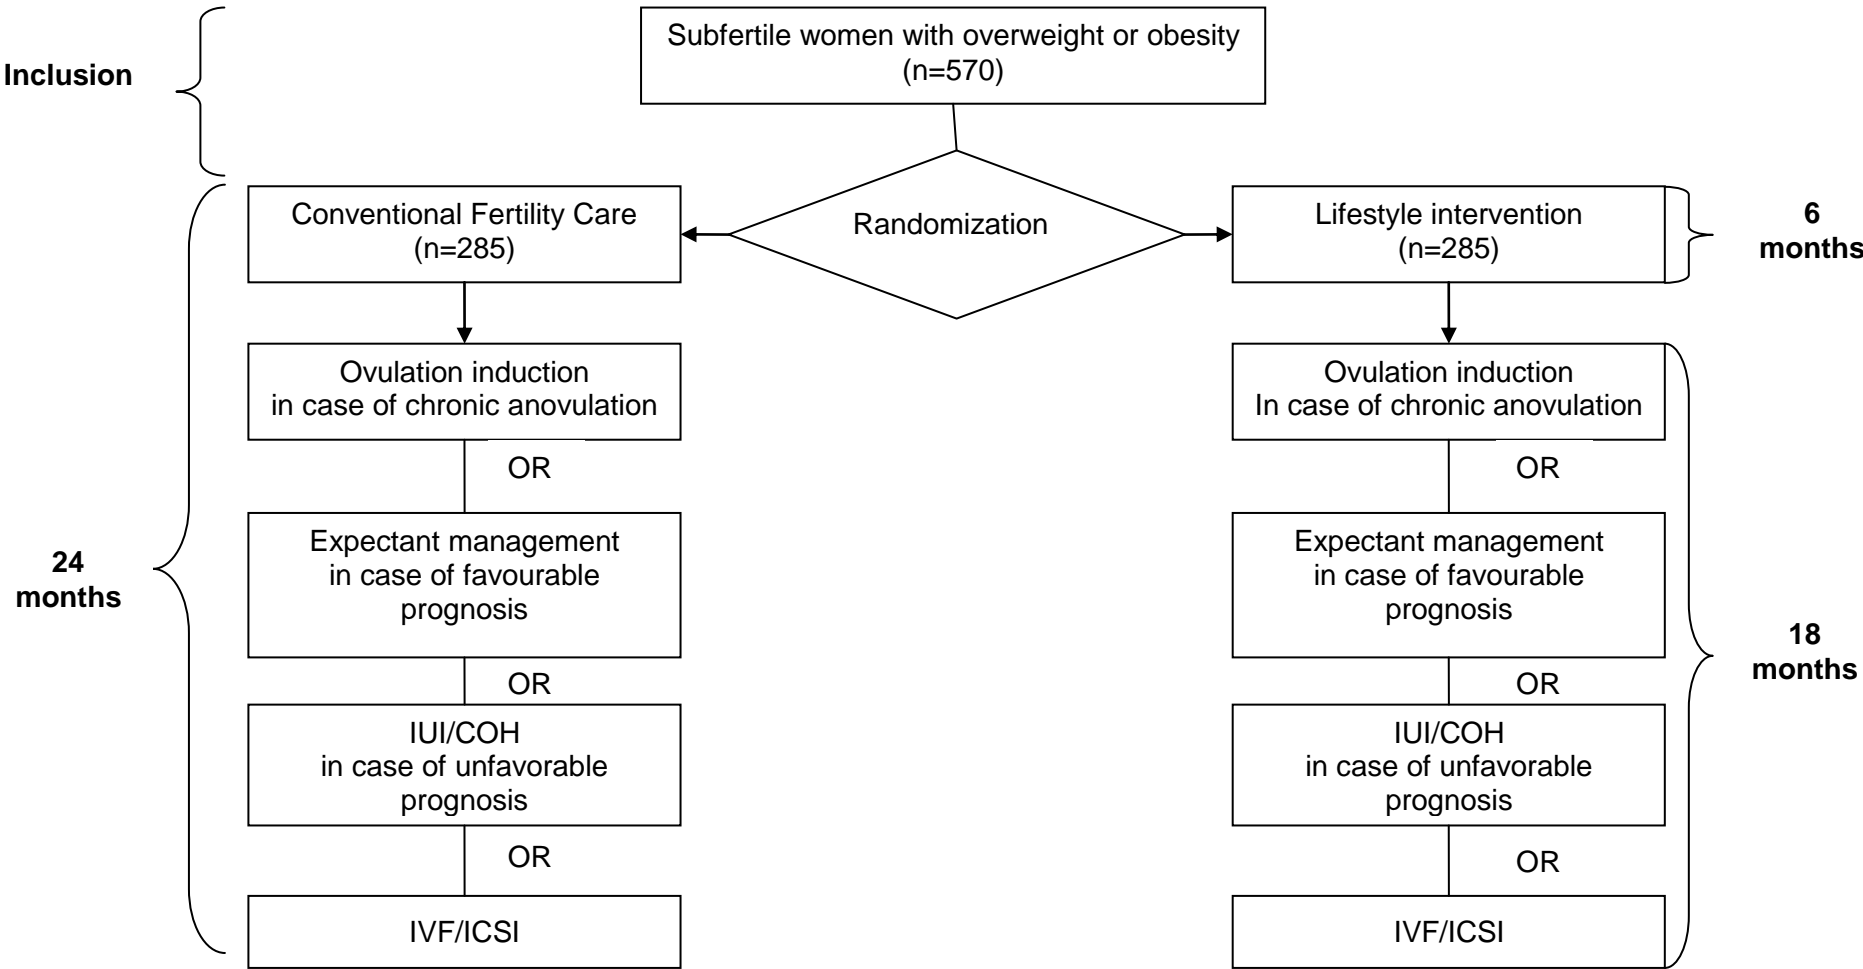 Inclusion
Subfertile women with overweight or obesity
(n=570)
Randomization
Conventional Fertility Care
(n=285)
Ovulation induction
in case of chronic anovulation
OR
Expectant management
in case of favourable
prognosis
OR
IUI/COH
in case of unfavorable
prognosis
OR
IVF/ICSI
24
months
Lifestyle intervention
(n=285)
6
months
Ovulation induction
In case of chronic anovulation
OR
Expectant management
in case of favourable
prognosis
OR
IUI/COH
in case of unfavorable
prognosis
OR
IVF/ICSI
18
months